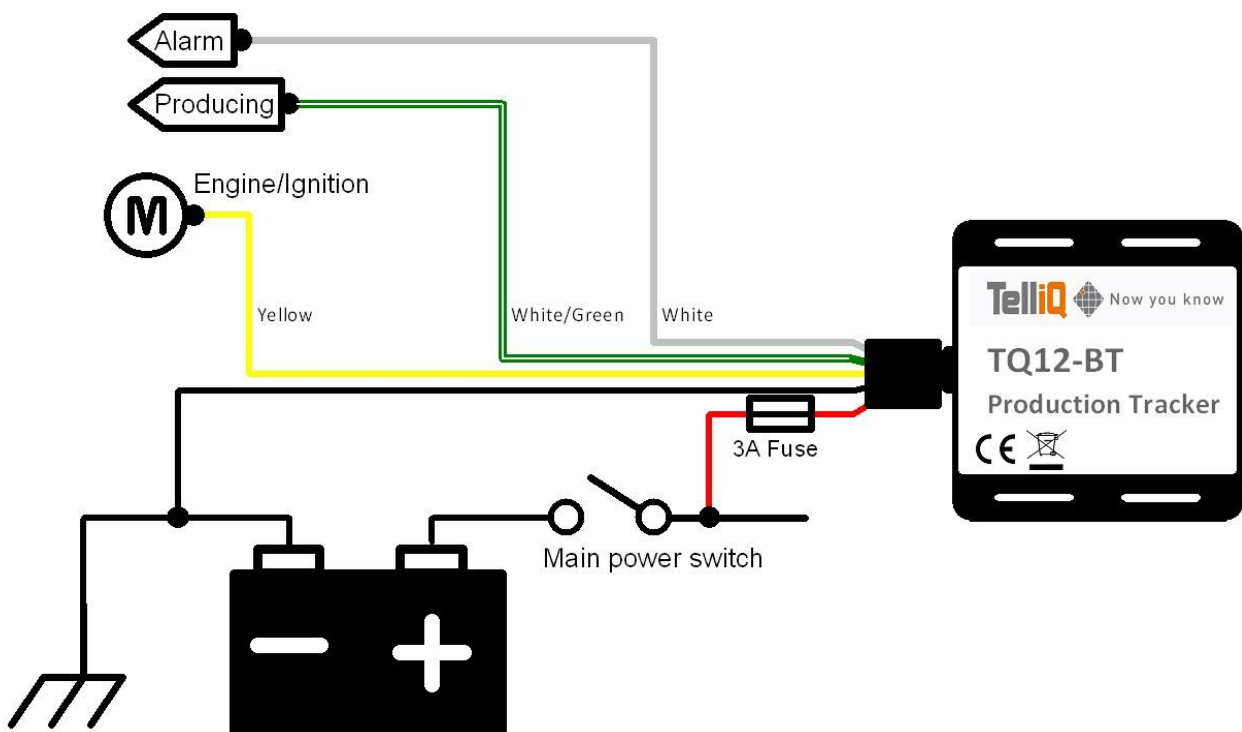 Alarm
Producing
Engine/Ignition
M
Yellow
White/Green
White
TelliQ Now you know
TQ12-BT
Production Tracker
CE
3A Fuse
Main power switch
− +